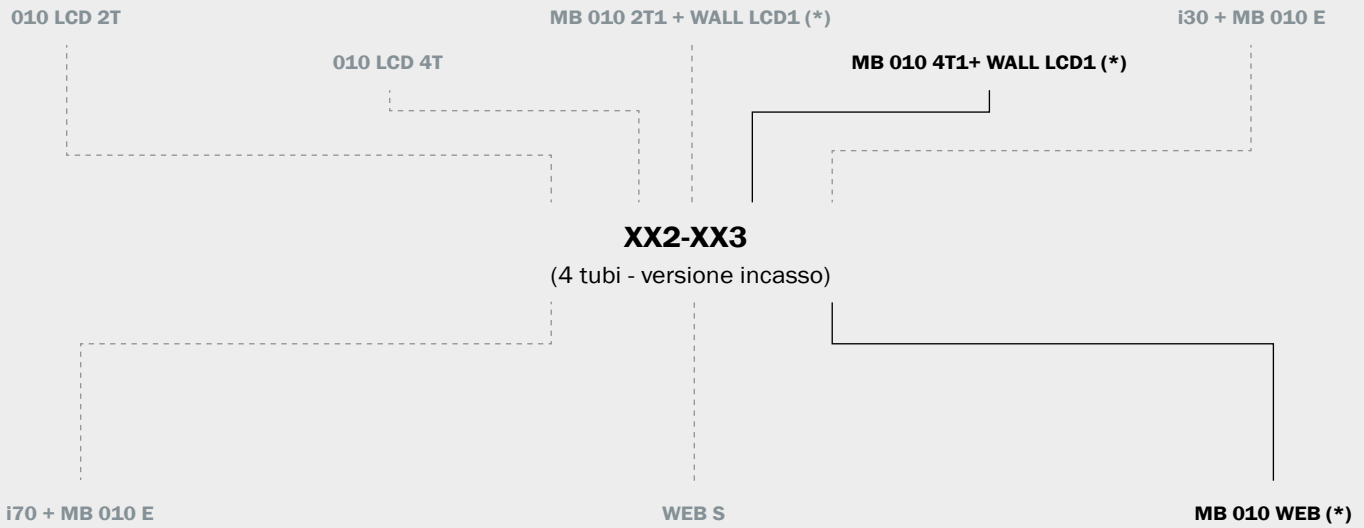 010 LCD 2T
MB 010 2T1 + WALL LCD1 (*)
i30 + MB 010 E
010 LCD 4T
MB 010 4T1+ WALL LCD1 (*)
XX2-XX3
(4 tubi - versione incasso)
i70 + MB 010 E
WEB S
MB 010 WEB (*)